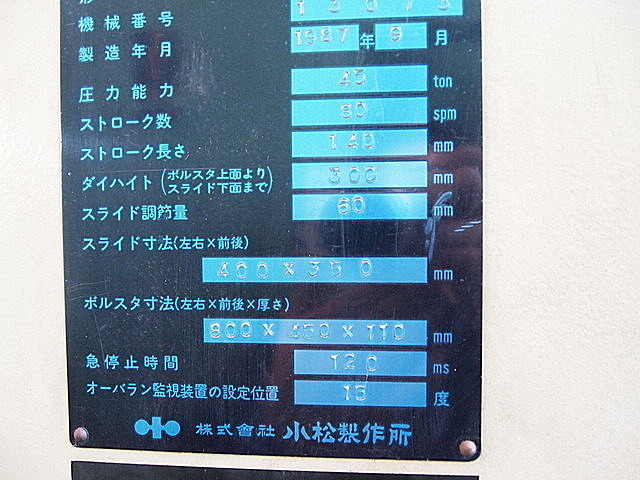 機械番号 13673
製造年月 1987年9月
圧力能力 45 ton
ストローク数 80 spm
ストローク長さ 140 mm
ダイハイト(ボルスタ上面よりスライド下面まで) 300 mm
スライド調節量 60 mm
スライド寸法(左右×前後)
400×350 mm
ボルスタ寸法(左右×前後×厚さ)
800×450×110 mm
急停止時間 120 ms
オーバラン監視装置の設定位置 15 度
株式會社 小松製作所